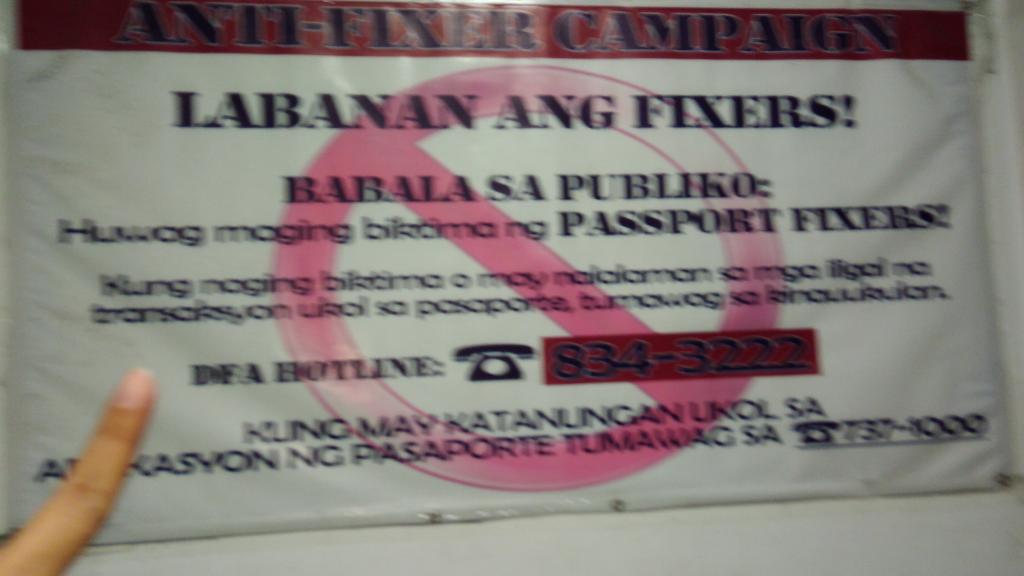 ANTI-FIXER CAMPAIGN
LABANAN ANG FIXERS!
BABALA SA PUBLIKO:
Huwag maging biktima ng PASSPORT FIXERS!
Kung naging biktima o may nalalaman sa mga iligal na
transaksyon ukol sa pasaporte, tumawag sa kinauukulan.
DFA HOTLINE: ☎ 834-3222
KUNG MAY KATANUNGAN UKOL SA
NG PASAPORTE TUMAWAG SA ☎737-1000